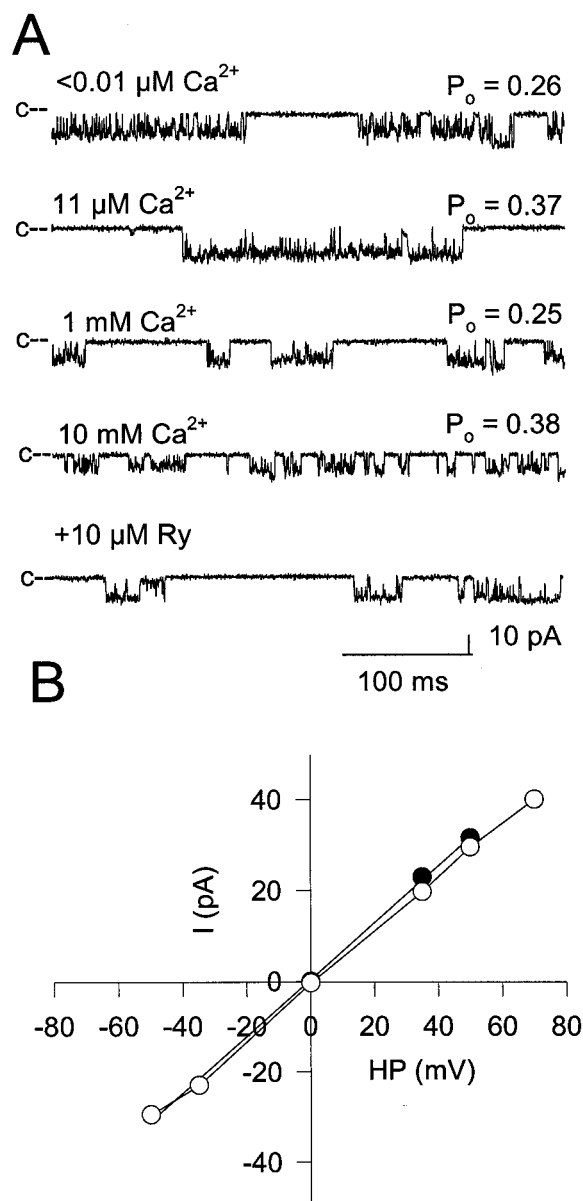 A
<0.01 µM Ca²⁺ Pₒ = 0.26
C--
11 µM Ca²⁺ Pₒ = 0.37
C--
1 mM Ca²⁺ Pₒ = 0.25
C--
10 mM Ca²⁺ Pₒ = 0.38
C--
+10 µM Ry
C--
10 pA
100 ms
B
40
20
I (pA)
0
-80 -60 -40 -20 0 20 40 60 80
HP (mV)
-20
-40